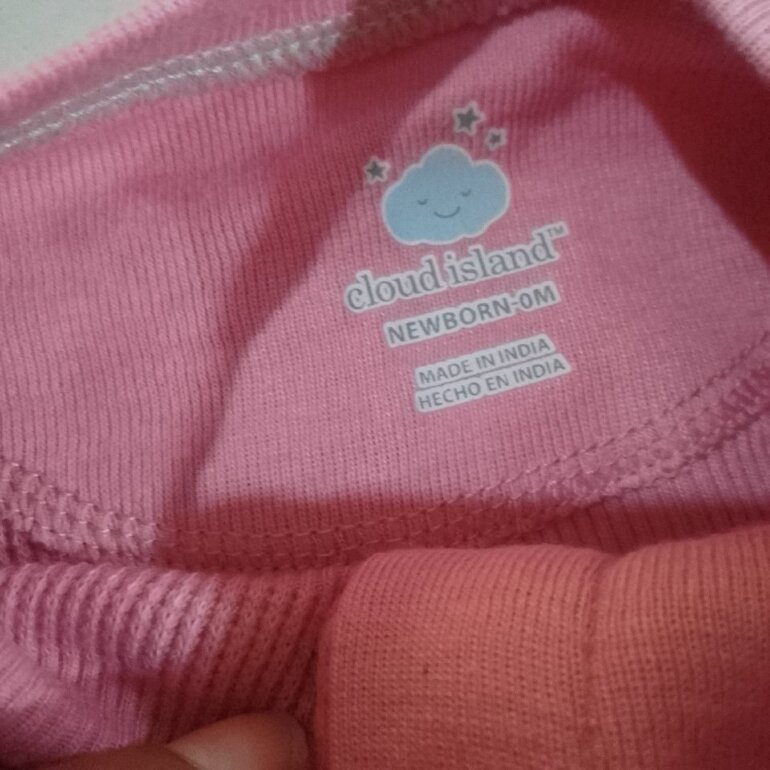 cloud island™
NEWBORN-0M
MADE IN INDIA
HECHO EN INDIA